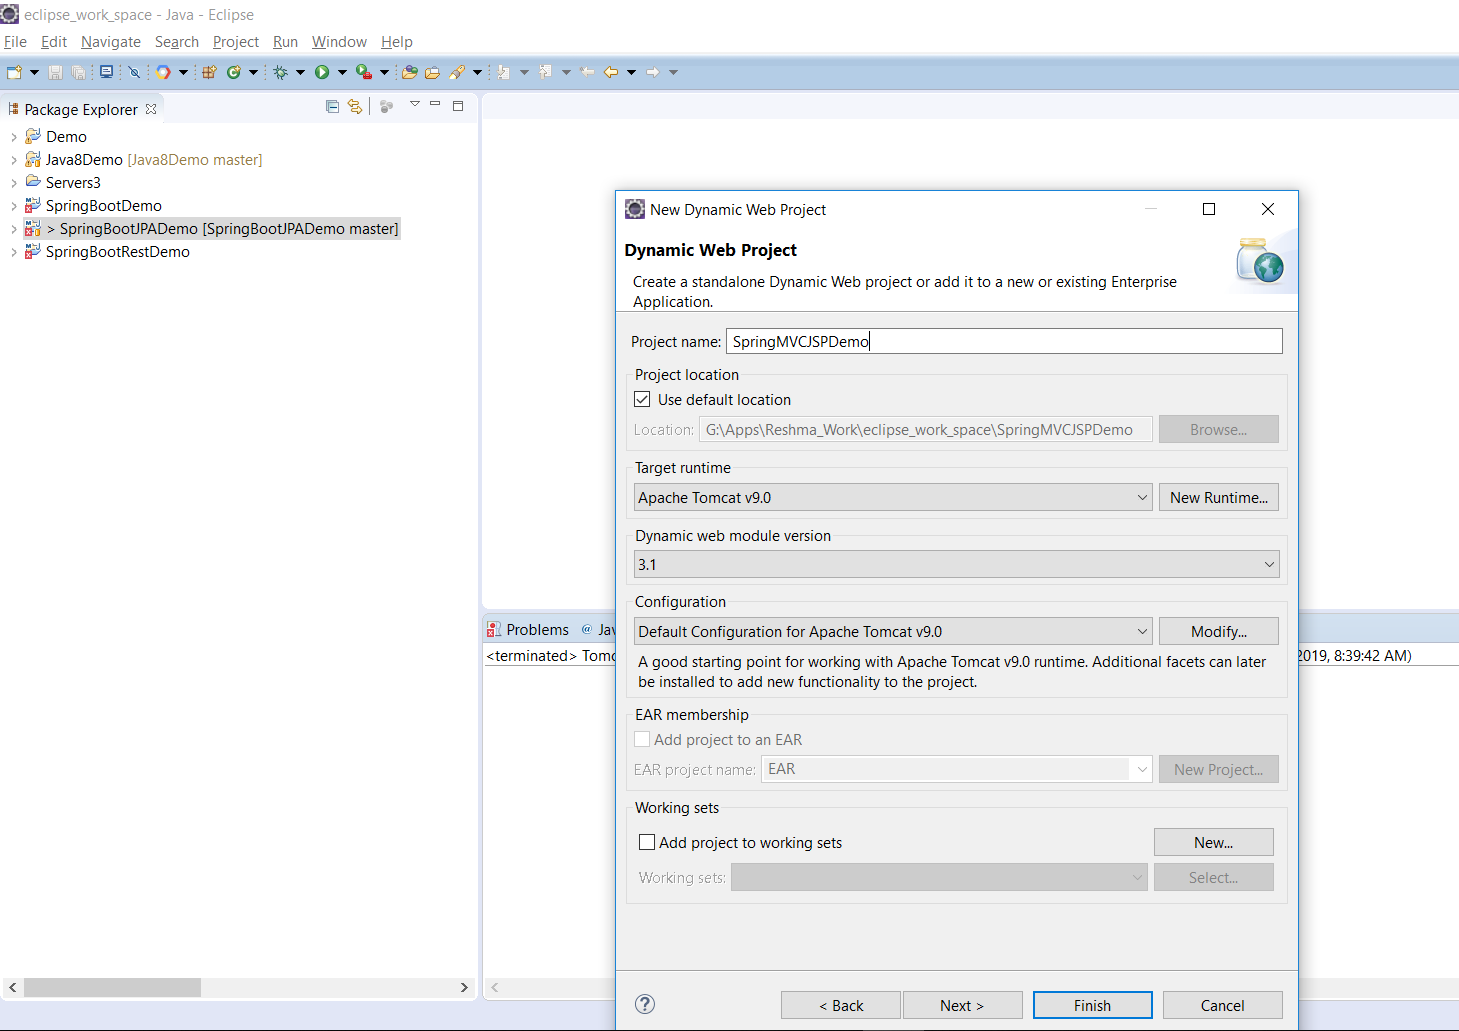 eclipse_work_space - Java - Eclipse
File Edit Navigate Search Project Run Window Help
Package Explorer
Demo
Java8Demo [Java8Demo master]
Servers3
SpringBootDemo
> SpringBootJPADemo [SpringBootJPADemo master]
SpringBootRestDemo
New Dynamic Web Project
Dynamic Web Project
Create a standalone Dynamic Web project or add it to a new or existing Enterprise
Application.
Project name: SpringMVCJSPDemo
Project location
Use default location
Location: G:\Apps\Reshma_Work\eclipse_work_space\SpringMVCJSPDemo Browse...
Target runtime
Apache Tomcat v9.0 New Runtime...
Dynamic web module version
3.1
Configuration
Default Configuration for Apache Tomcat v9.0 Modify...
A good starting point for working with Apache Tomcat v9.0 runtime. Additional facets can later
be installed to add new functionality to the project.
EAR membership
Add project to an EAR
EAR project name: EAR New Project...
Working sets
Add project to working sets New...
Working sets: Select...
< Back Next > Finish Cancel
Problems @ Jav
<terminated> Tomc 2019, 8:39:42 AM)